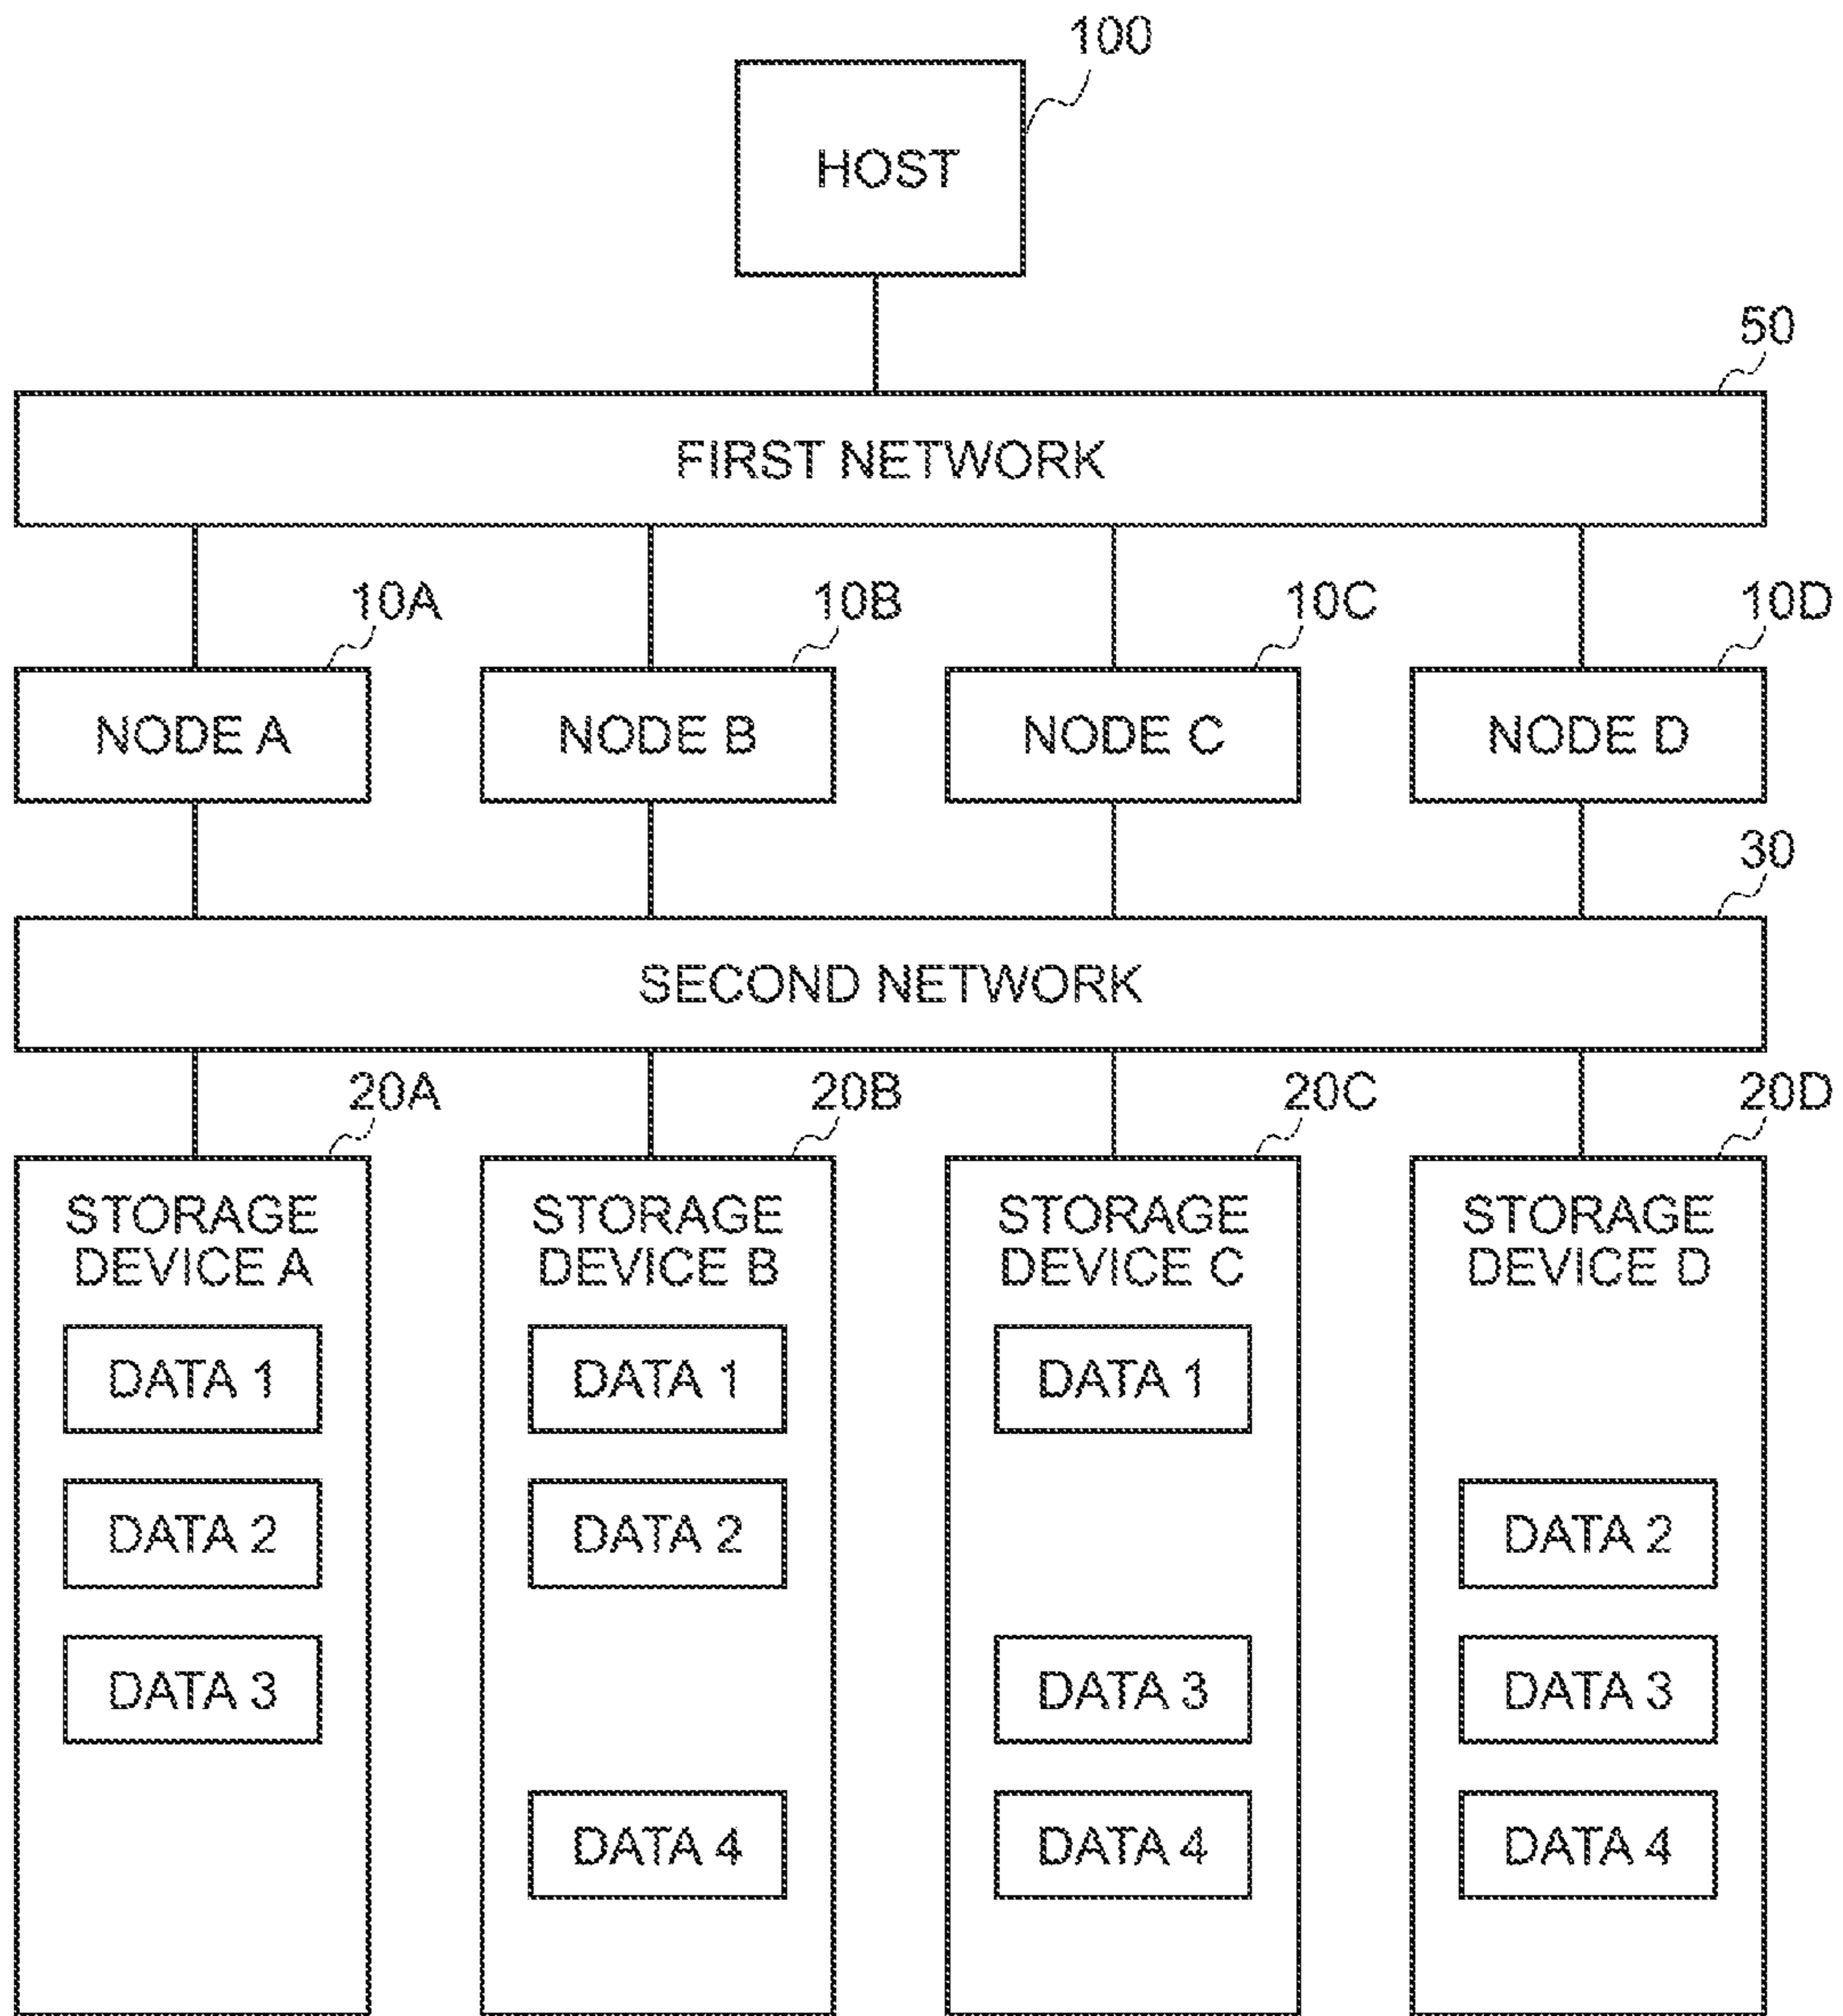 100
HOST
50
FIRST NETWORK
10A
10B
10C
10D
NODE A
NODE B
NODE C
NODE D
30
SECOND NETWORK
20A
20B
20C
20D
STORAGE
DEVICE A
DATA 1
DATA 2
DATA 3
STORAGE
DEVICE B
DATA 1
DATA 2
DATA 4
STORAGE
DEVICE C
DATA 1
DATA 3
DATA 4
STORAGE
DEVICE D
DATA 2
DATA 3
DATA 4